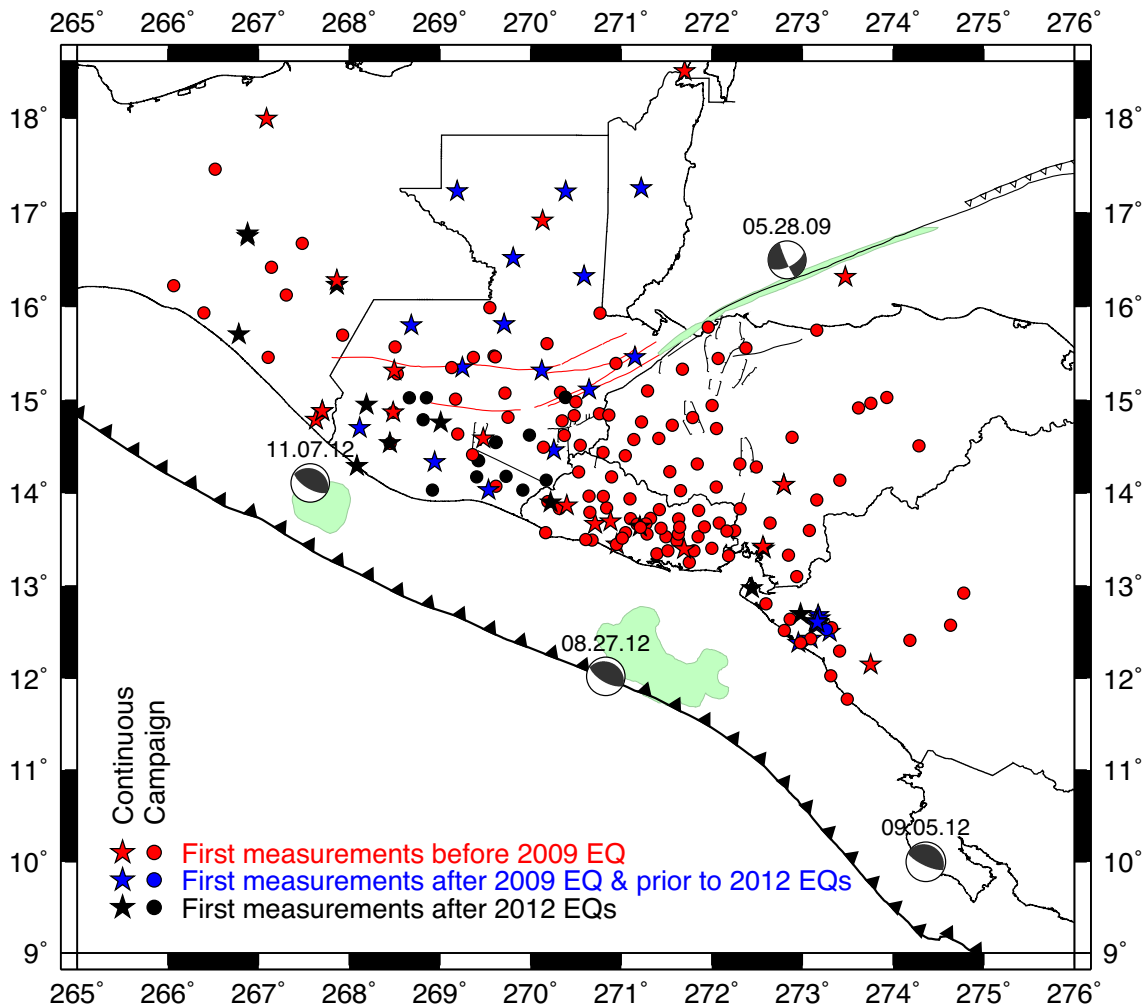 265˚ 266˚ 267˚ 268˚ 269˚ 270˚ 271˚ 272˚ 273˚ 274˚ 275˚ 276˚
18˚ 18˚
17˚ 17˚
05.28.09
16˚ 16˚
15˚ 15˚
11.07.12
14˚ 14˚
13˚ 13˚
08.27.12
12˚ 12˚
11˚ 11˚
Continuous
Campaign
09.05.12
10˚ 10˚
First measurements before 2009 EQ
First measurements after 2009 EQ & prior to 2012 EQs
First measurements after 2012 EQs
9˚ 9˚
265˚ 266˚ 267˚ 268˚ 269˚ 270˚ 271˚ 272˚ 273˚ 274˚ 275˚ 276˚